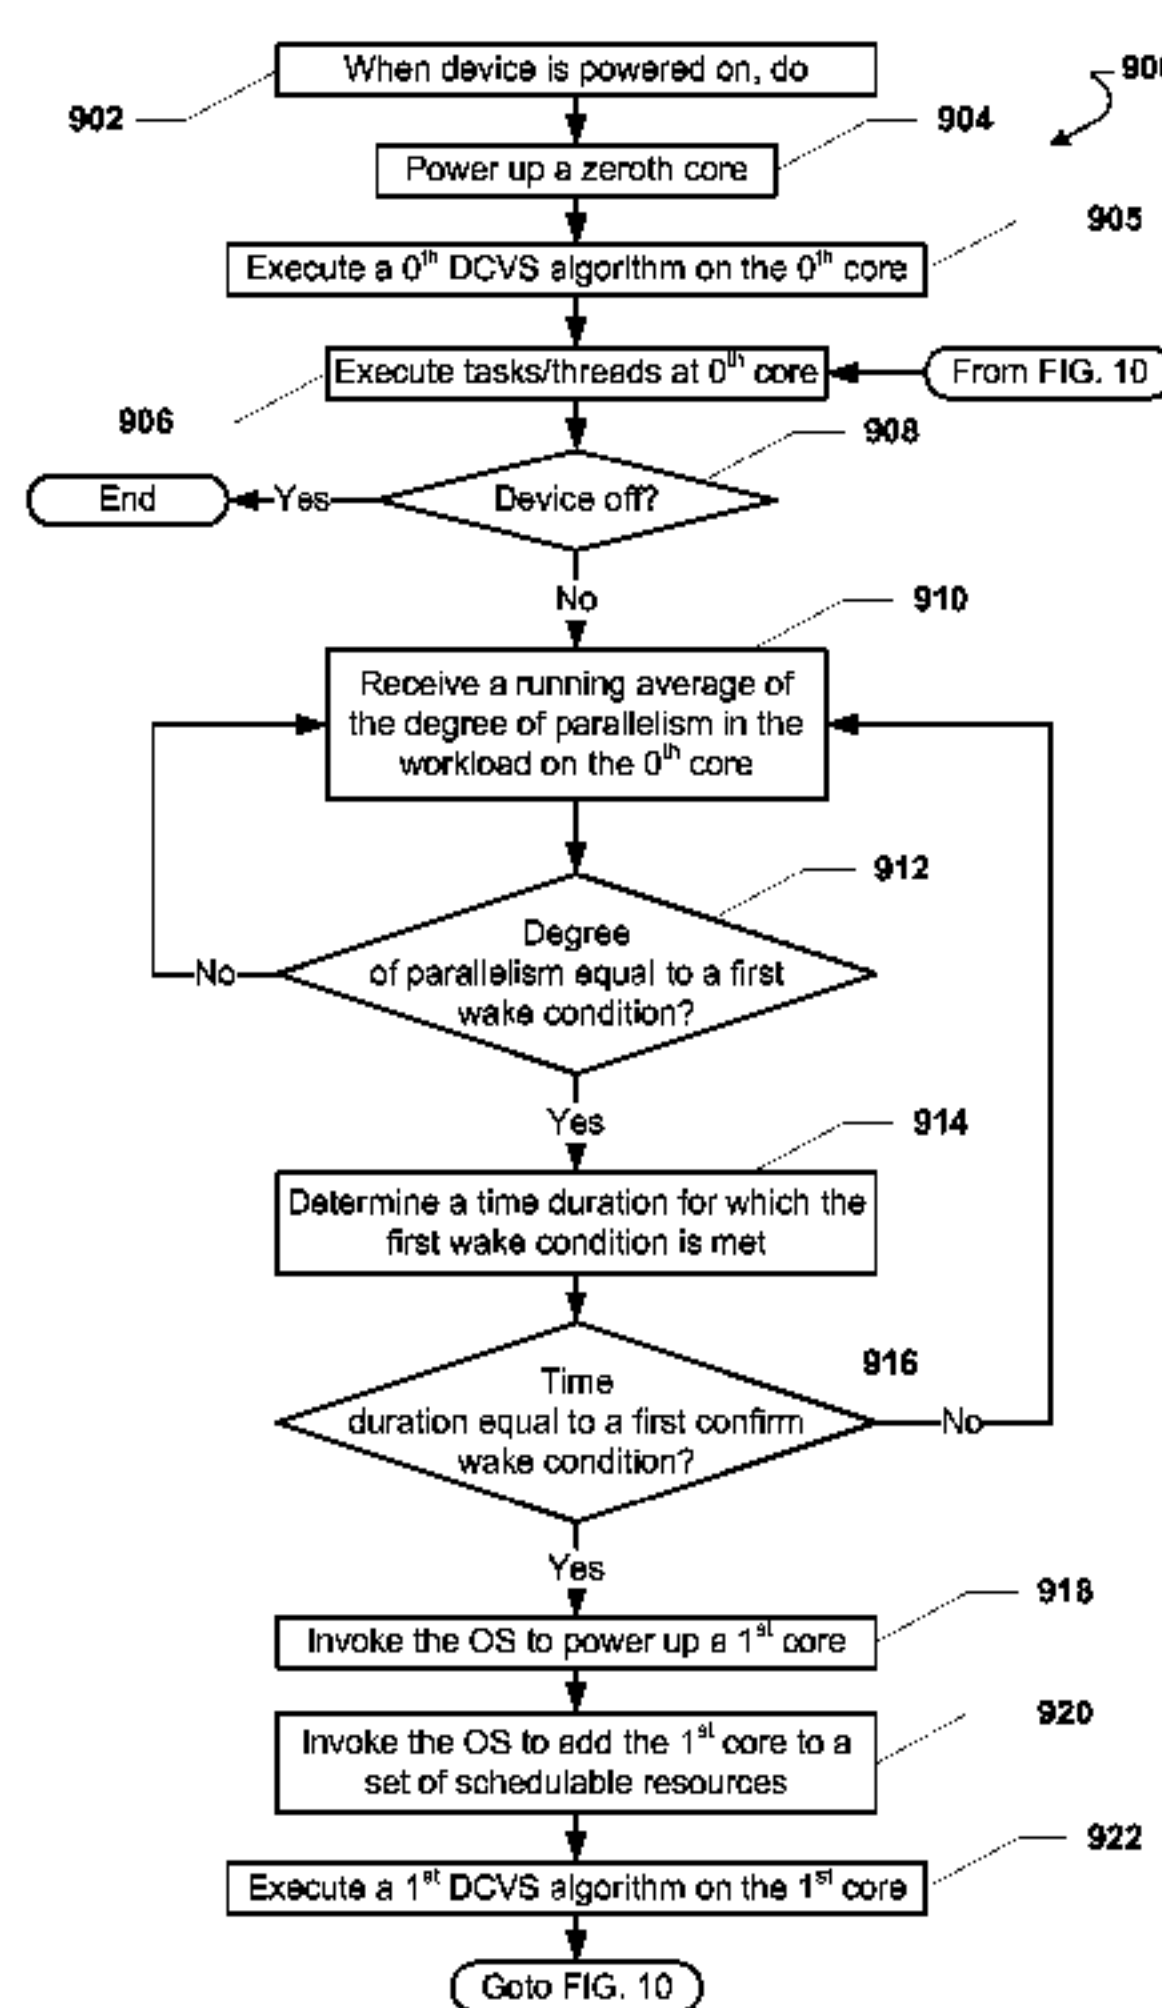 When device is powered on, do
900
902
904
Power up a zeroth core
905
Execute a 0th DCVS algorithm on the 0th core
Execute tasks/threads at 0th core
From FIG. 10
906
908
End
Yes
Device off?
No
910
Receive a running average of
the degree of parallelism in the
workload on the 0th core
912
Degree
of parallelism equal to a first
wake condition?
No
Yes
914
Determine a time duration for which the
first wake condition is met
916
Time
duration equal to a first confirm
wake condition?
No
Yes
918
Invoke the OS to power up a 1st core
920
Invoke the OS to add the 1st core to a
set of schedulable resources
922
Execute a 1st DCVS algorithm on the 1st core
Goto FIG. 10